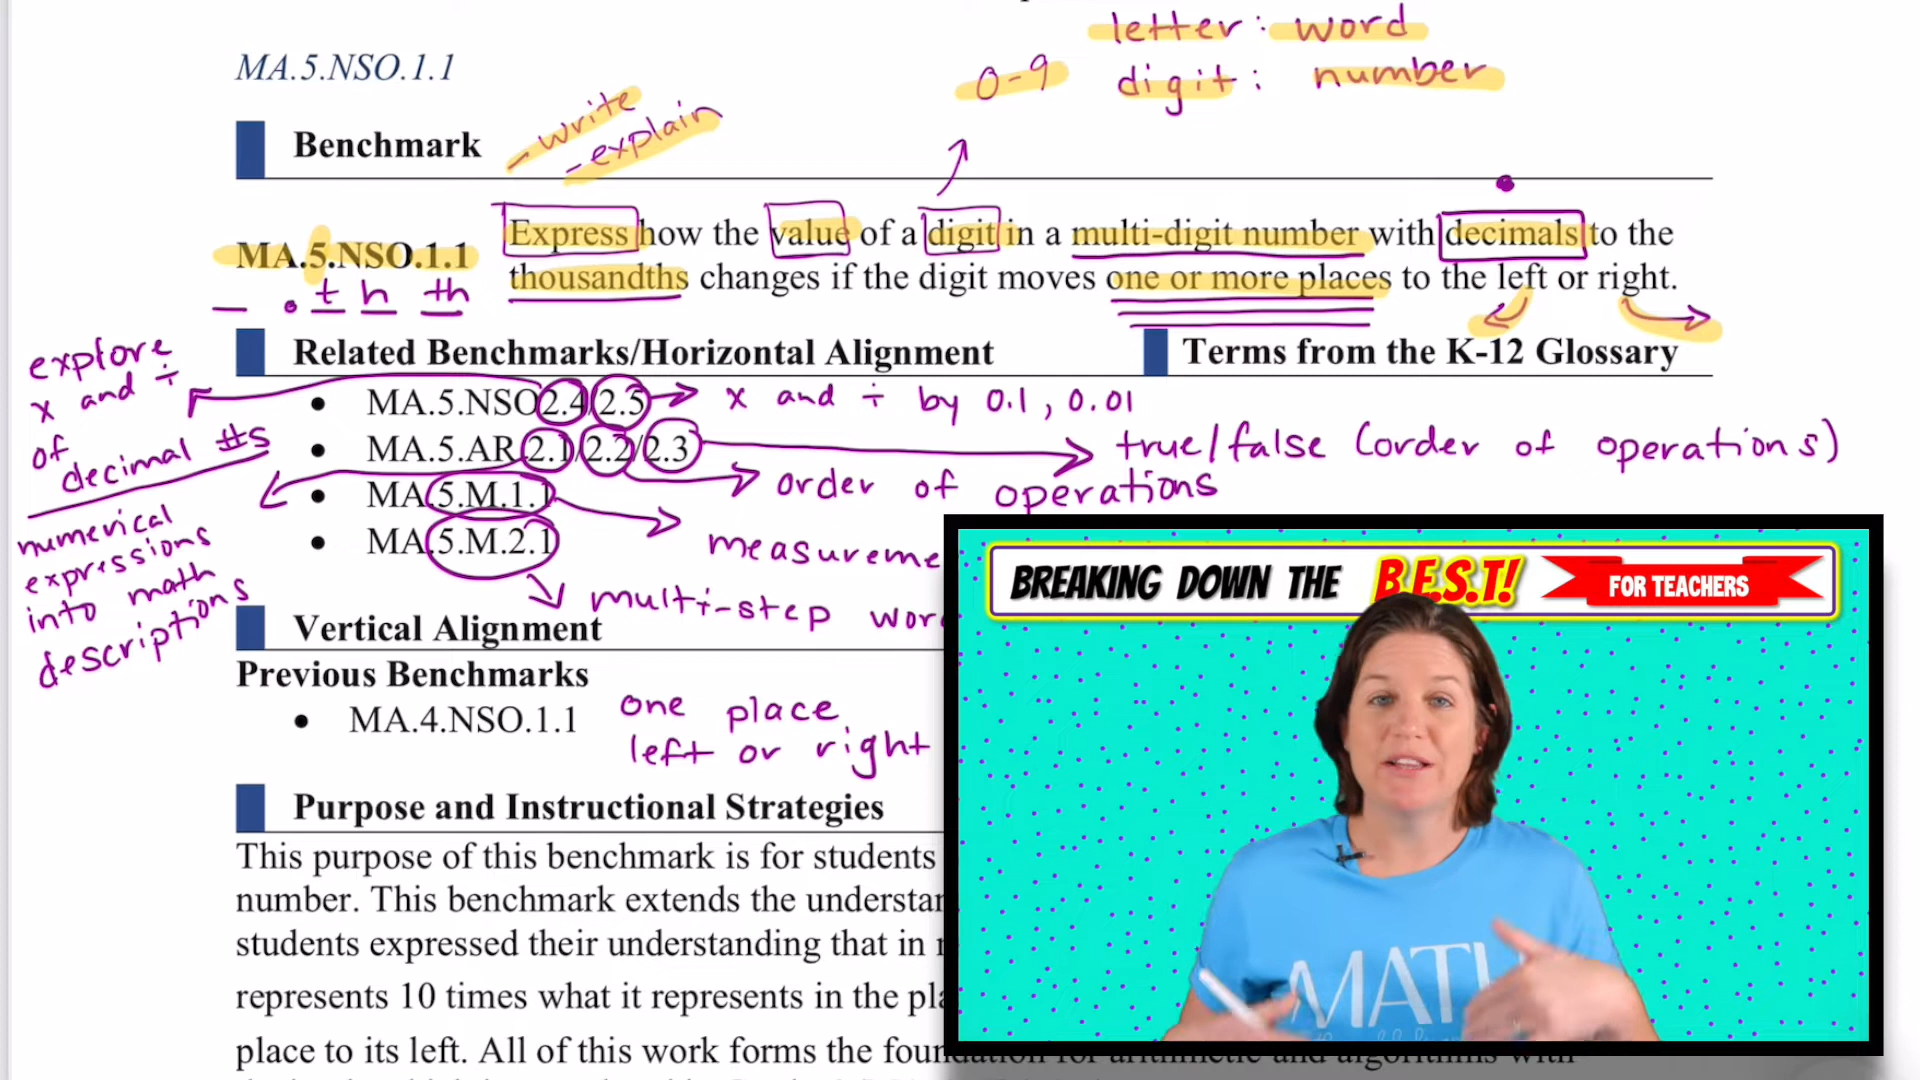 letter: word
MA.5.NSO.1.1
0-9
digit: number
- write
- explain
Benchmark
MA.5.NSO.1.1 Express how the value of a digit in a multi-digit number with decimals to the
thousandths changes if the digit moves one or more places to the left or right.
_ . t h th
Related Benchmarks/Horizontal Alignment
Terms from the K-12 Glossary
explore
x and ÷
of
decimal #s
MA.5.NSO 2.4/2.5 → x and ÷ by 0.1, 0.01
MA.5.AR.2.1/2.2/2.3 → true/false (order of operations)
order of operations
MA.5.M.1.1
measureme
MA.5.M.2.1
multi-step wor
numerical
expressions
into math
descriptions
Vertical Alignment
Previous Benchmarks
MA.4.NSO.1.1
one place
left or right
Purpose and Instructional Strategies
This purpose of this benchmark is for students
number. This benchmark extends the understan
students expressed their understanding that in
represents 10 times what it represents in the pla
place to its left. All of this work forms the foundation for arithmetic and algorithms with
BREAKING DOWN THE B.E.S.T! FOR TEACHERS
MATH